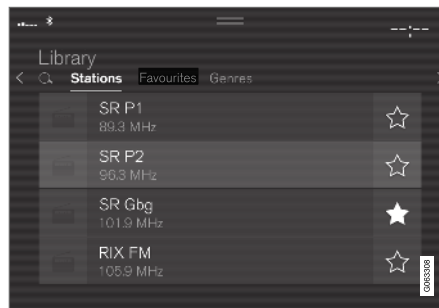 --:--
Library
Stations Favourites Genres
SR P1
89.3 MHz
SR P2
96.3 MHz
SR Gbg
101.9 MHz
RIX FM
105.9 MHz
G063308